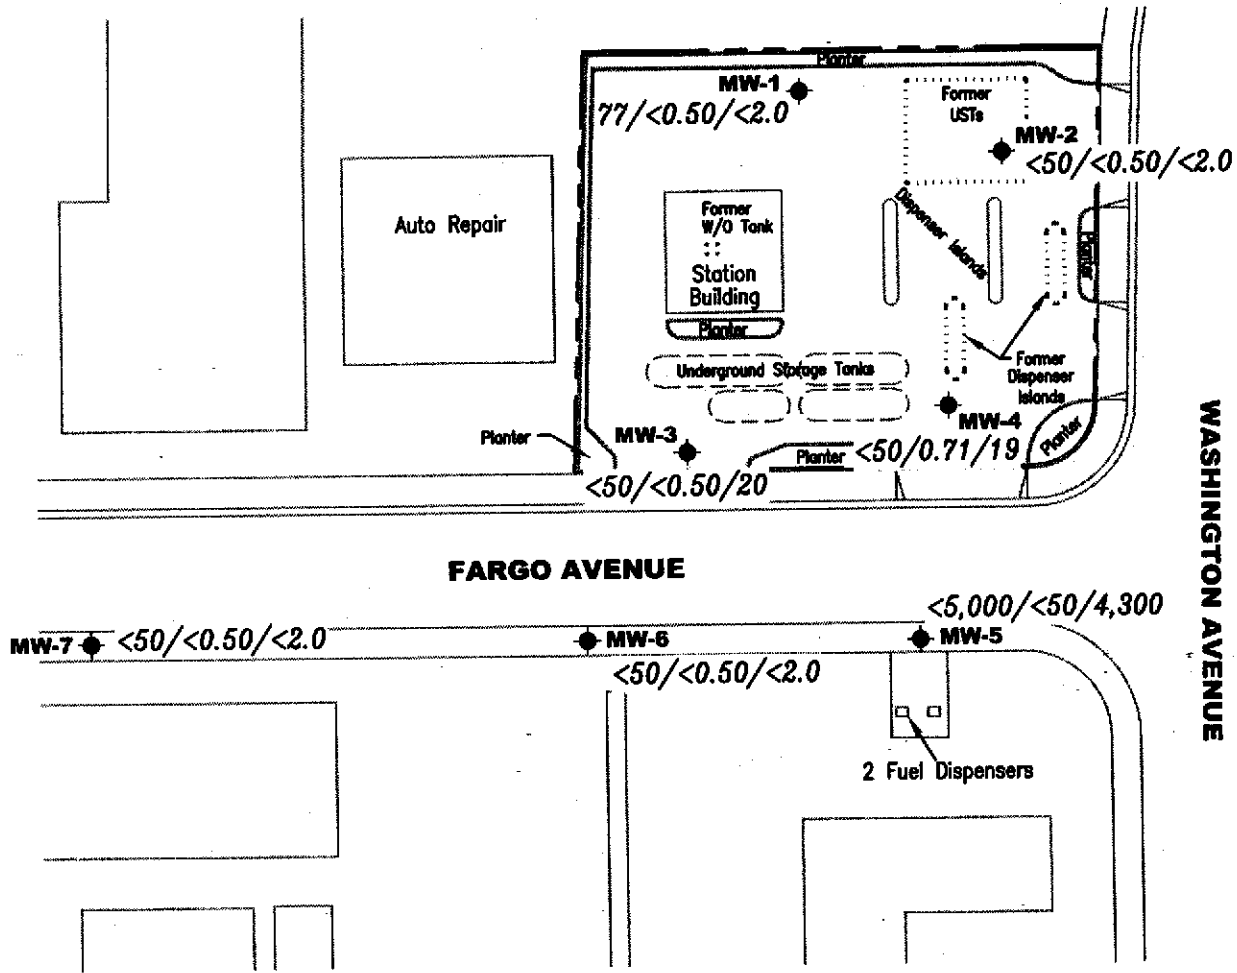 Planter
MW-1
77/<0.50/<2.0
Former
USTs
MW-2
<50/<0.50/<2.0
Auto Repair
Former
W/O Tank
Station
Building
Planter
Dispenser Islands
Planter
Underground Storage Tanks
Former
Dispenser
Islands
MW-4
<50/0.71/19
Planter
Planter
MW-3
<50/<0.50/20
Planter
WASHINGTON AVENUE
FARGO AVENUE
<5,000/<50/4,300
MW-5
MW-7
<50/<0.50/<2.0
MW-6
<50/<0.50/<2.0
2 Fuel Dispensers